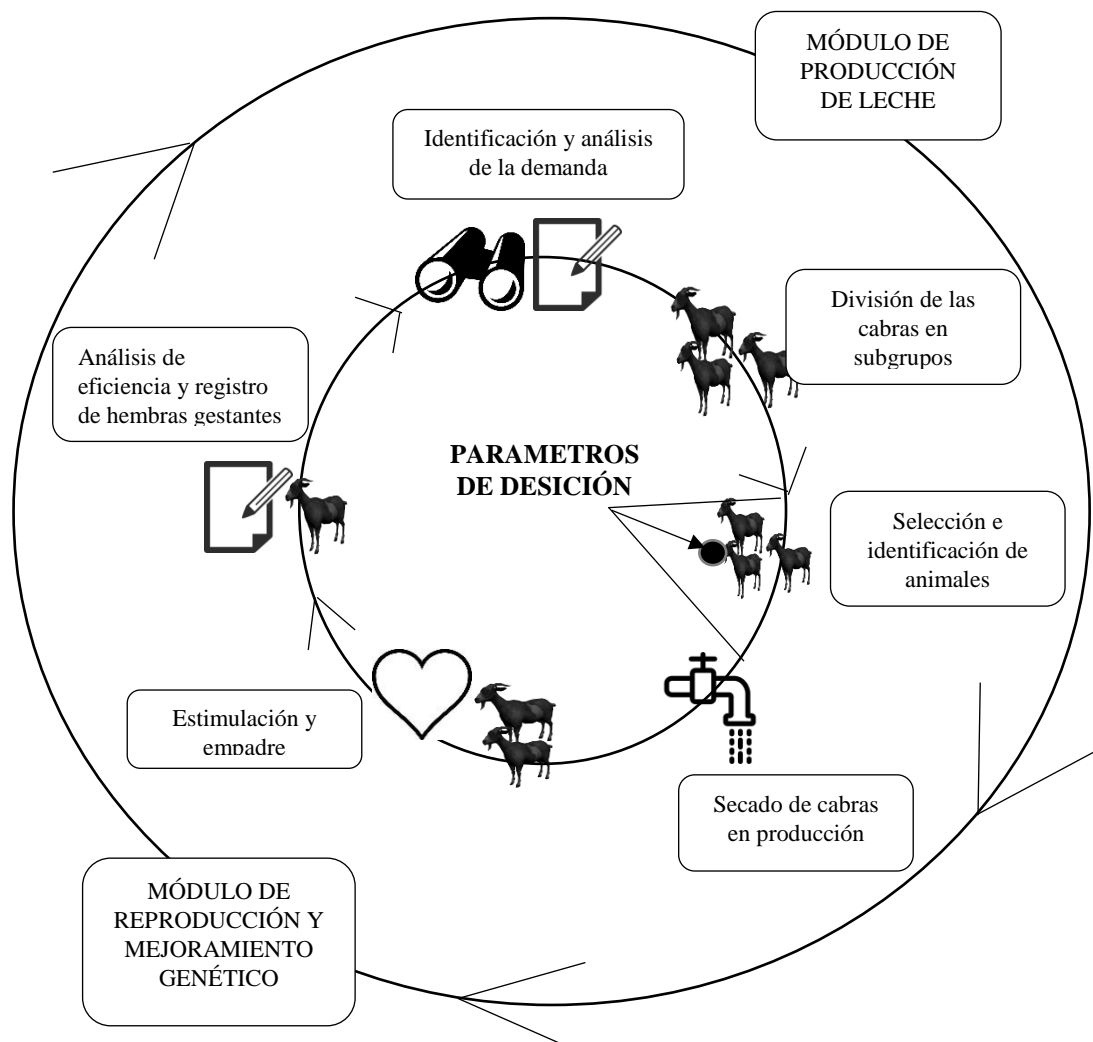 MÓDULO DE
PRODUCCIÓN
DE LECHE
Identificación y análisis
de la demanda
División de las
cabras en
subgrupos
Análisis de
eficiencia y registro
de hembras gestantes
PARAMETROS
DE DESICIÓN
Selección e
identificación de
animales
Estimulación y
empadre
Secado de cabras
en producción
MÓDULO DE
REPRODUCCIÓN Y
MEJORAMIENTO
GENÉTICO